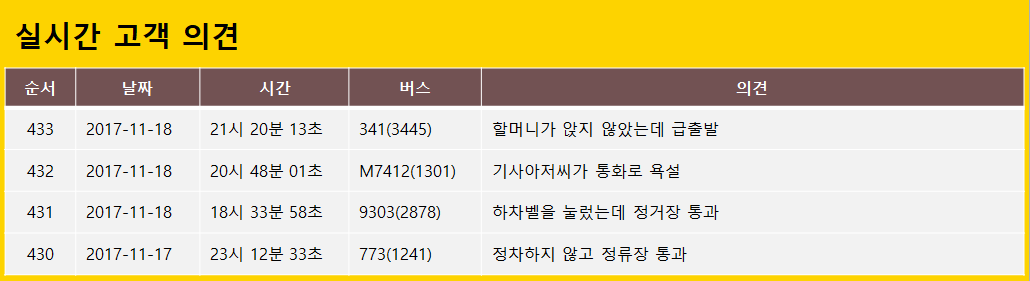 실시간 고객 의견
순서 날짜 시간 버스 의견
433 2017-11-18 21시 20분 13초 341(3445) 할머니가 앉지 않았는데 급출발
432 2017-11-18 20시 48분 01초 M7412(1301) 기사아저씨가 통화로 욕설
431 2017-11-18 18시 33분 58초 9303(2878) 하차벨을 눌렀는데 정거장 통과
430 2017-11-17 23시 12분 33초 773(1241) 정차하지 않고 정류장 통과